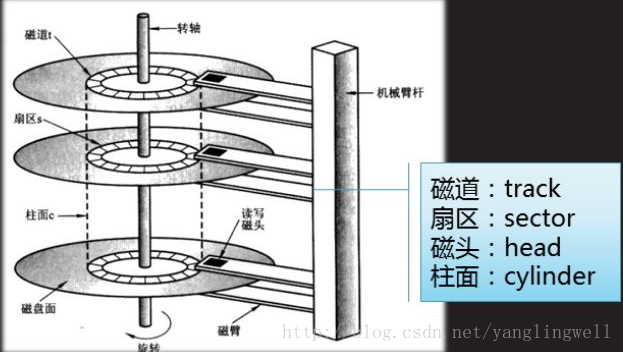 转轴
磁道t
机械臂杆
扇区s
柱面c
读写
磁头
磁盘面
磁臂
旋转
磁道：track
扇区：sector
磁头：head
柱面：cylinder
http://blog.csdn.net/yanglingwell